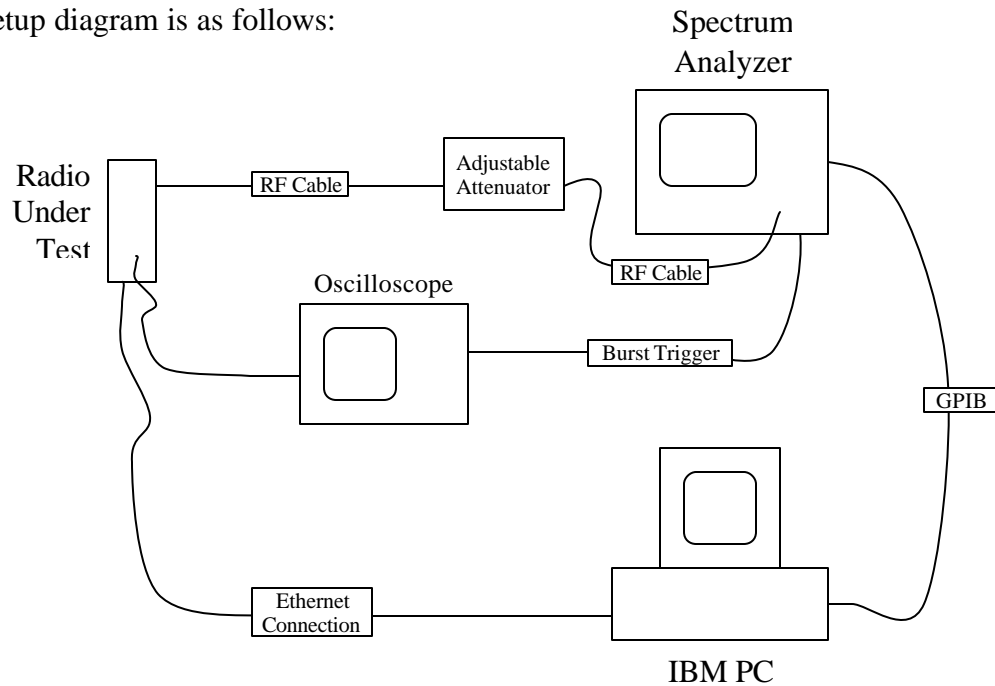 etup diagram is as follows:
Spectrum
Analyzer
Radio
Under
Test
RF Cable
Adjustable
Attenuator
RF Cable
Oscilloscope
Burst Trigger
GPIB
Ethernet
Connection
IBM PC